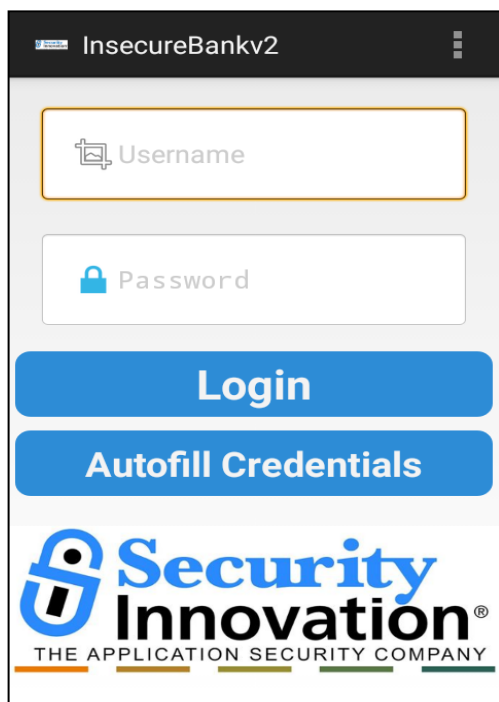 InsecureBankv2
Username
Password
Login
Autofill Credentials
Security
Innovation®
THE APPLICATION SECURITY COMPANY